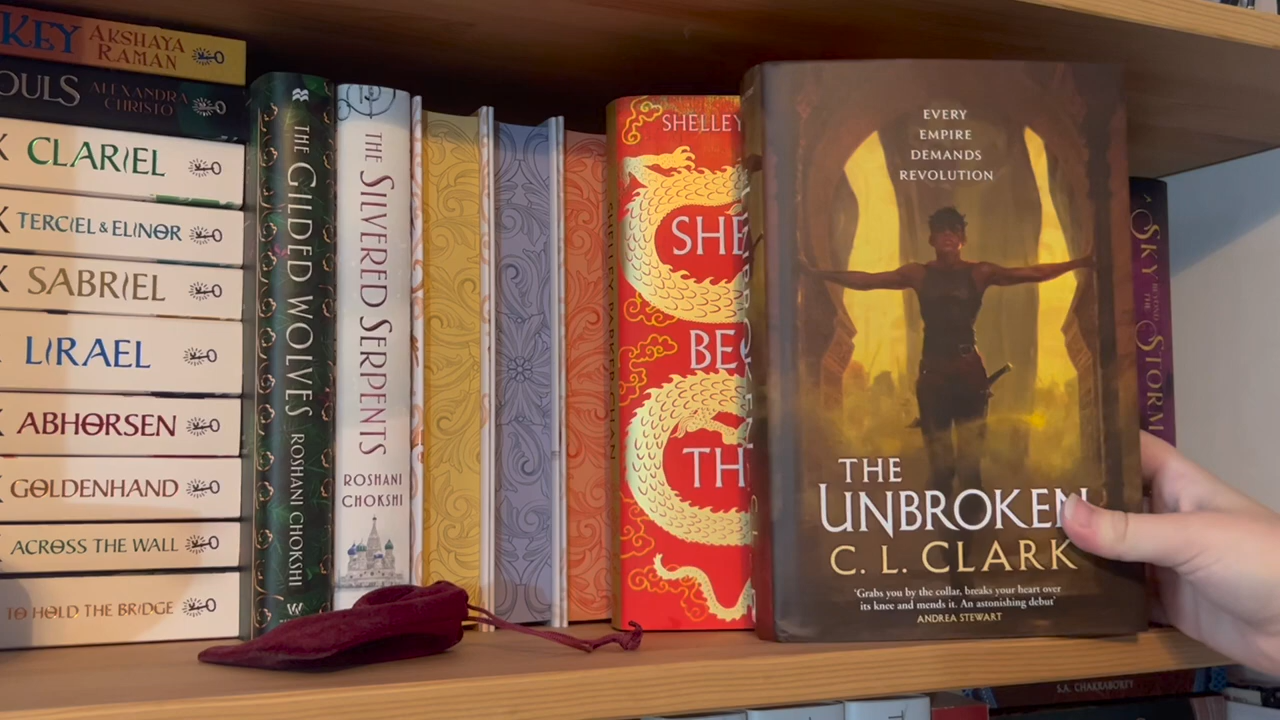 KEY AKSHAYA
RAMAN
OULS ALEXANDRA
CHRISTO
CLARIEL
TERCIEL & ELINOR
SABRIEL
LIRAEL
ABHORSEN
GOLDENHAND
ACROSS THE WALL
TO HOLD THE BRIDGE
THE GILDED WOLVES ROSHANI CHOKSHI
THE SILVERED SERPENTS
ROSHANI
CHOKSHI
SHELLEY
SHE
BEC
TH
EVERY
EMPIRE
DEMANDS
REVOLUTION
THE
UNBROKEN
C. L. CLARK
'Grabs you by the collar, breaks your heart over
its knee and mends it. An astonishing debut'
ANDREA STEWART
A SKY BEYOND THE STORM
S.A. CHAKRABORTY